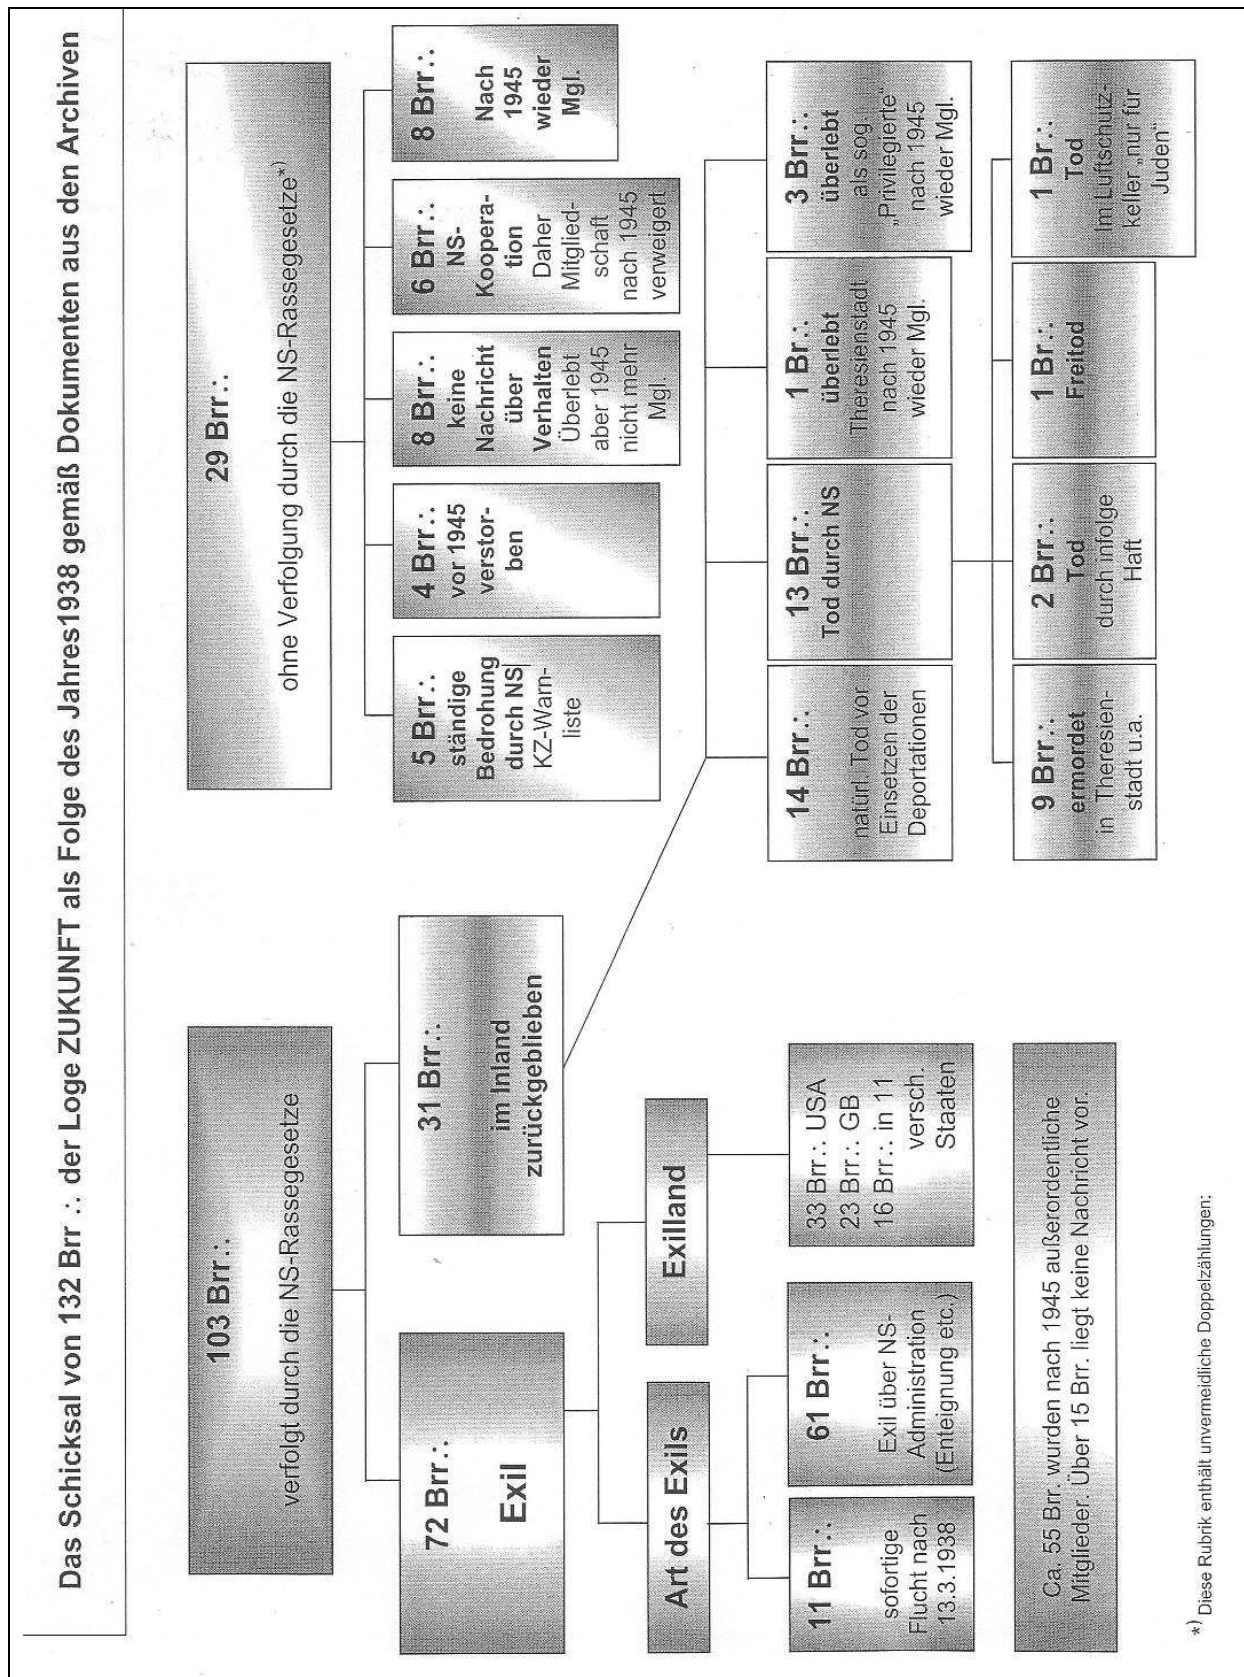 Das Schicksal von 132 Brr .:. der Loge ZUKUNFT als Folge des Jahres1938 gemäß Dokumenten aus den Archiven
103 Brr.:.
verfolgt durch die NS-Rassegesetze
72 Brr.:.
Exil
31 Brr.:.
im Inland
zurückgeblieben
Art des Exils
Exilland
11 Brr.:.
sofortige
Flucht nach
13.3.1938
61 Brr.:.
Exil über NS-
Administration
(Enteignung etc.)
33 Brr.:. USA
23 Brr.:. GB
16 Brr.:. in 11
versch.
Staaten
Ca. 55 Brr. wurden nach 1945 außerordentliche
Mitglieder. Über 15 Brr. liegt keine Nachricht vor.
29 Brr.:.
ohne Verfolgung durch die NS-Rassegesetze*)
5 Brr.:.
ständige
Bedrohung
durch NS
KZ-Warn-
liste
4 Brr.:.
vor 1945
verstor-
ben
8 Brr.:.
keine
Nachricht
über
Verhalten
Überlebt
aber 1945
nicht mehr
Mgl.
6 Brr.:.
NS-
Koopera-
tion
Daher
Mitglied-
schaft
nach 1945
verweigert
8 Brr.:.
Nach
1945
wieder
Mgl.
14 Brr.:.
natürl. Tod vor
Einsetzen der
Deportationen
13 Brr.:.
Tod durch NS
1 Br.:.
überlebt
Theresienstadt
nach 1945
wieder Mgl.
3 Brr.:.
überlebt
als sog.
„Privilegierte“
nach 1945
wieder Mgl.
9 Brr.:.
ermordet
in Theresien-
stadt u.a.
2 Brr.:.
Tod
durch infolge
Haft
1 Br.:.
Freitod
1 Br.:.
Tod
Im Luftschutz-
keller „nur für
Juden“
*) Diese Rubrik enthält unvermeidliche Doppelzählungen: